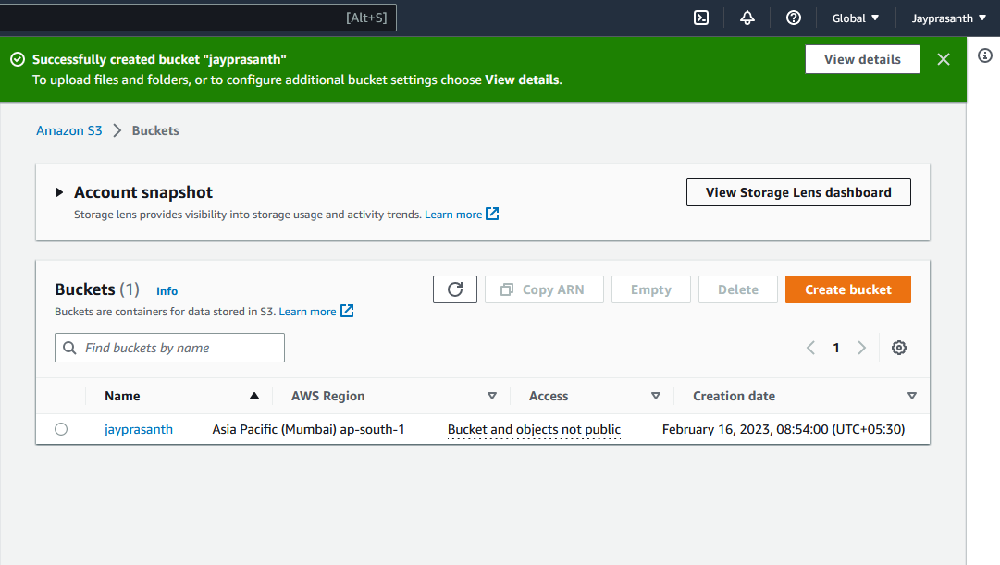 [Alt+S] Global Jayprasanth
Successfully created bucket "jayprasanth" View details
To upload files and folders, or to configure additional bucket settings choose View details.
Amazon S3 Buckets
Account snapshot View Storage Lens dashboard
Storage lens provides visibility into storage usage and activity trends. Learn more
Buckets (1) Info Copy ARN Empty Delete Create bucket
Buckets are containers for data stored in S3. Learn more
Find buckets by name 1
Name AWS Region Access Creation date
jayprasanth Asia Pacific (Mumbai) ap-south-1 Bucket and objects not public February 16, 2023, 08:54:00 (UTC+05:30)